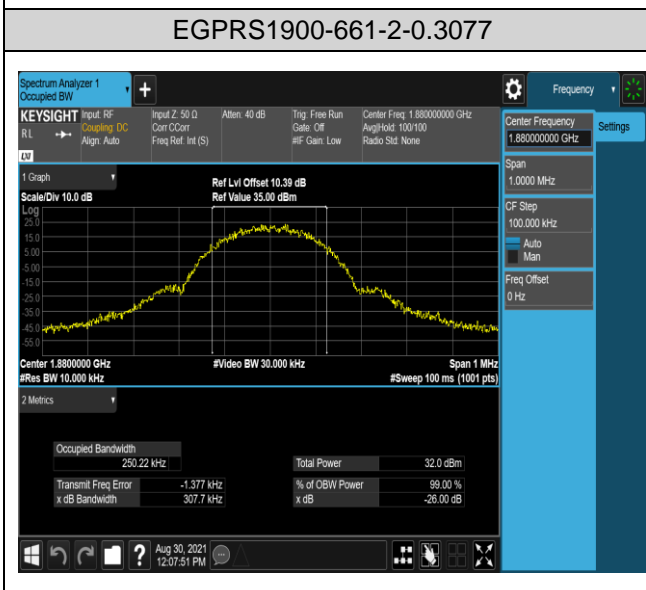 EGPRS1900-661-2-0.3077
Spectrum Analyzer 1
Occupied BW
+
Frequency
KEYSIGHT
RL
LXI
Input: RF
Coupling: DC
Align: Auto
Input Z: 50 Ω
Corr CCorr
Freq Ref: Int (S)
Atten: 40 dB
Trig: Free Run
Gate: Off
#IF Gain: Low
Center Freq: 1.880000000 GHz
Avg|Hold: 100/100
Radio Std: None
Center Frequency
1.880000000 GHz
Settings
Span
1.0000 MHz
CF Step
100.000 kHz
Auto
Man
Freq Offset
0 Hz
1 Graph
Scale/Div 10.0 dB
Ref Lvl Offset 10.39 dB
Ref Value 35.00 dBm
Log
25.0
15.0
5.00
-5.00
-15.0
-25.0
-35.0
-45.0
-55.0
Center 1.8800000 GHz
#Video BW 30.000 kHz
Span 1 MHz
#Res BW 10.000 kHz
#Sweep 100 ms (1001 pts)
2 Metrics
Occupied Bandwidth
250.22 kHz
Total Power 32.0 dBm
Transmit Freq Error -1.377 kHz
% of OBW Power 99.00 %
x dB Bandwidth 307.7 kHz
x dB -26.00 dB
?
Aug 30, 2021
12:07:51 PM